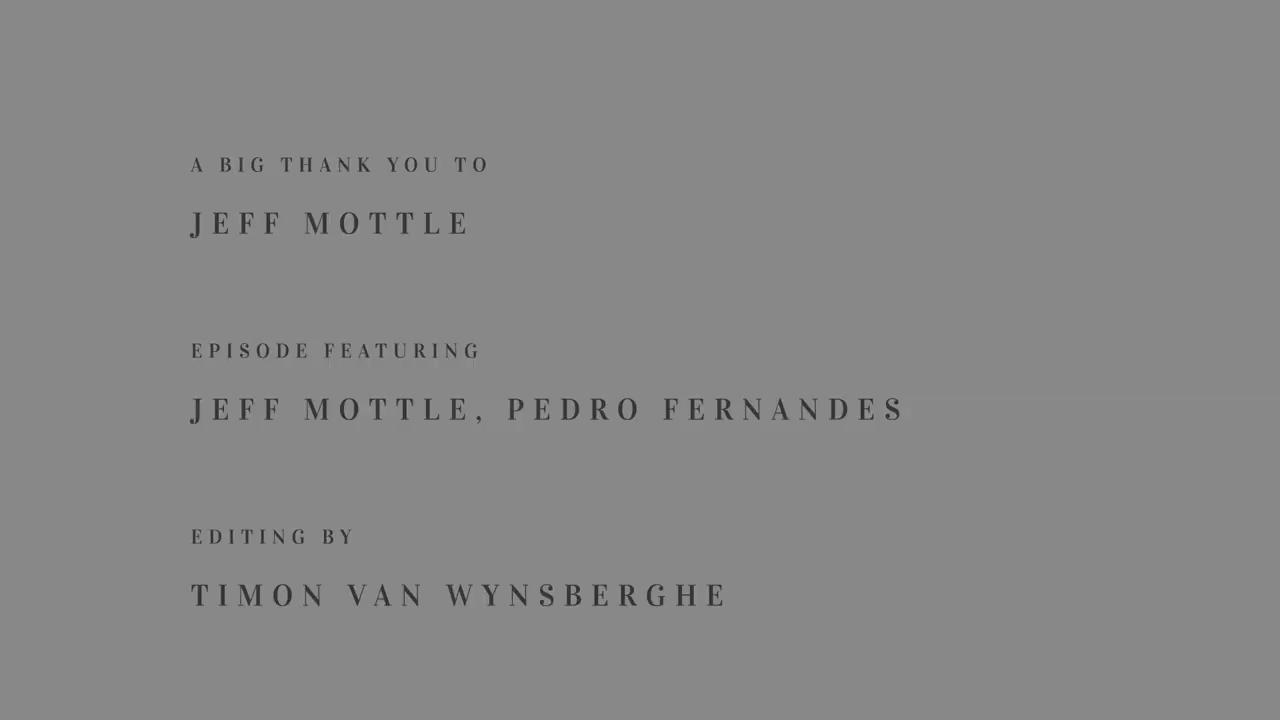 A BIG THANK YOU TO
JEFF MOTTLE
EPISODE FEATURING
JEFF MOTTLE, PEDRO FERNANDES
EDITING BY
TIMON VAN WYNSBERGHE